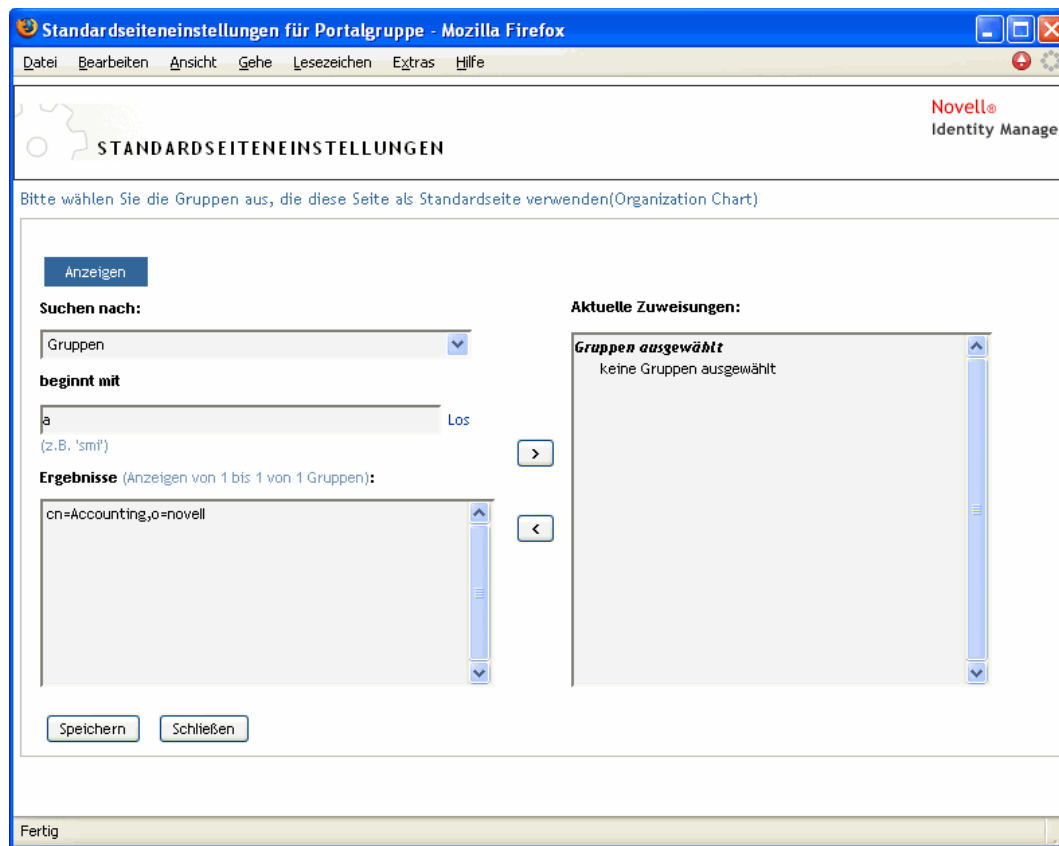 Standardseiteneinstellungen für Portalgruppe - Mozilla Firefox
Datei Bearbeiten Ansicht Gehe Lesezeichen Extras Hilfe
Novell®
Identity Manage
STANDARDSEITENEINSTELLUNGEN
Bitte wählen Sie die Gruppen aus, die diese Seite als Standardseite verwenden(Organization Chart)
Anzeigen
Suchen nach:
Gruppen
beginnt mit
a Los
(z.B. 'smi')
Ergebnisse (Anzeigen von 1 bis 1 von 1 Gruppen):
cn=Accounting,o=novell
>
<
Aktuelle Zuweisungen:
Gruppen ausgewählt
keine Gruppen ausgewählt
Speichern Schließen
Fertig